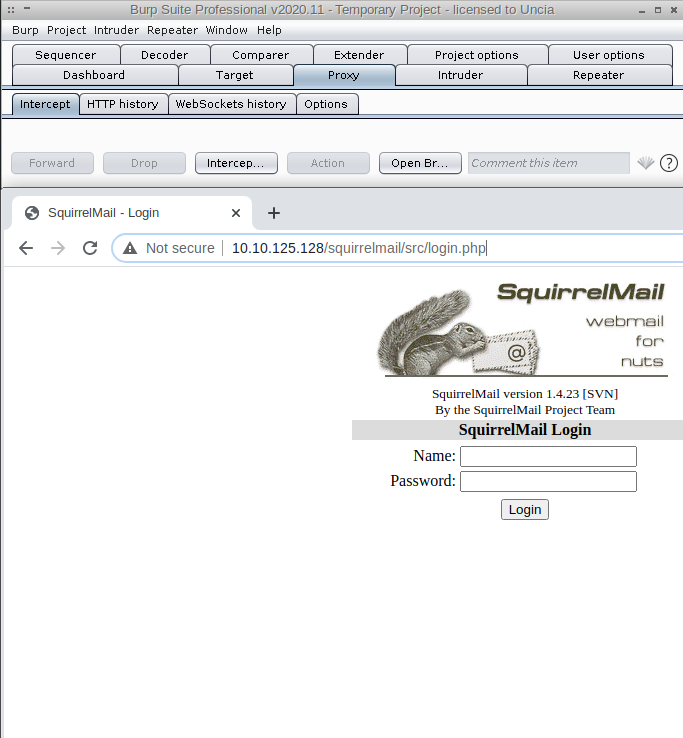 Burp Suite Professional v2020.11 - Temporary Project - licensed to Uncia
Burp Project Intruder Repeater Window Help
Sequencer Decoder Comparer Extender Project options User options
Dashboard Target Proxy Intruder Repeater
Intercept HTTP history WebSockets history Options
Forward Drop Intercep... Action Open Br... Comment this item ?
SquirrelMail - Login
Not secure 10.10.125.128/squirrelmail/src/login.php
SquirrelMail
webmail
for
nuts
@
SquirrelMail version 1.4.23 [SVN]
By the SquirrelMail Project Team
SquirrelMail Login
Name:
Password:
Login